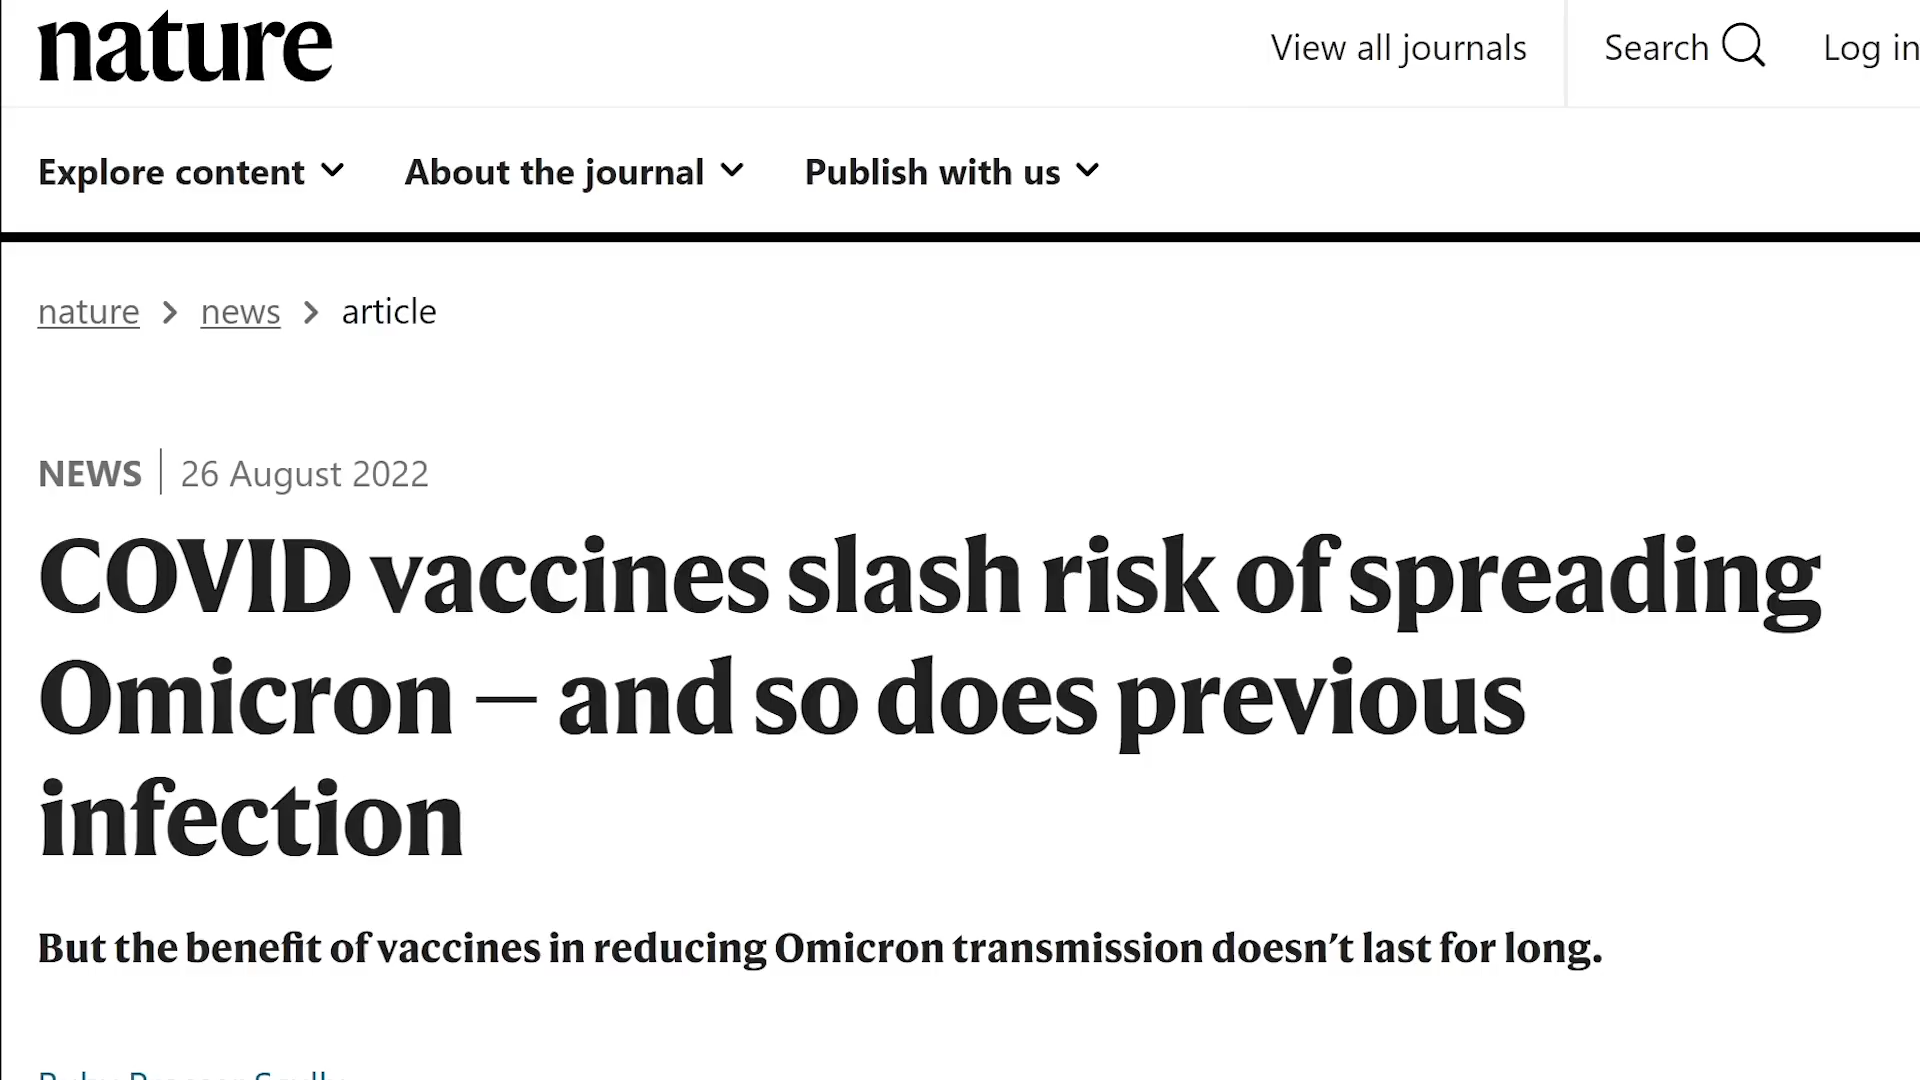 nature
View all journals
Search
Log in
Explore content
About the journal
Publish with us
nature > news > article
NEWS | 26 August 2022
COVID vaccines slash risk of spreading
Omicron — and so does previous
infection
But the benefit of vaccines in reducing Omicron transmission doesn’t last for long.